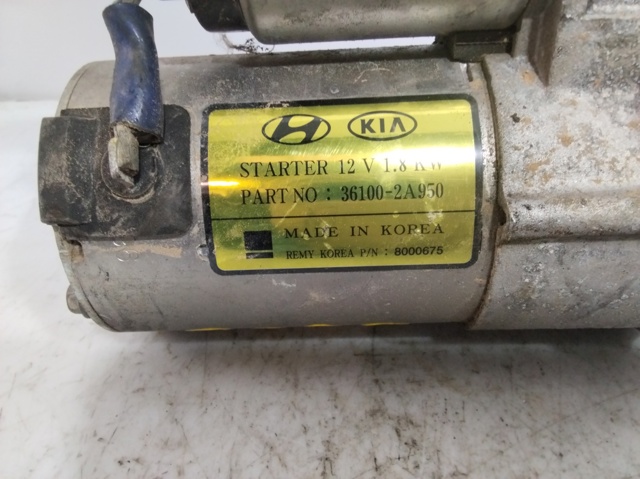 KIA
STARTER 12 V 1.8 KW
PART NO : 36100-2A950
MADE IN KOREA
REMY KOREA P/N : 8000675